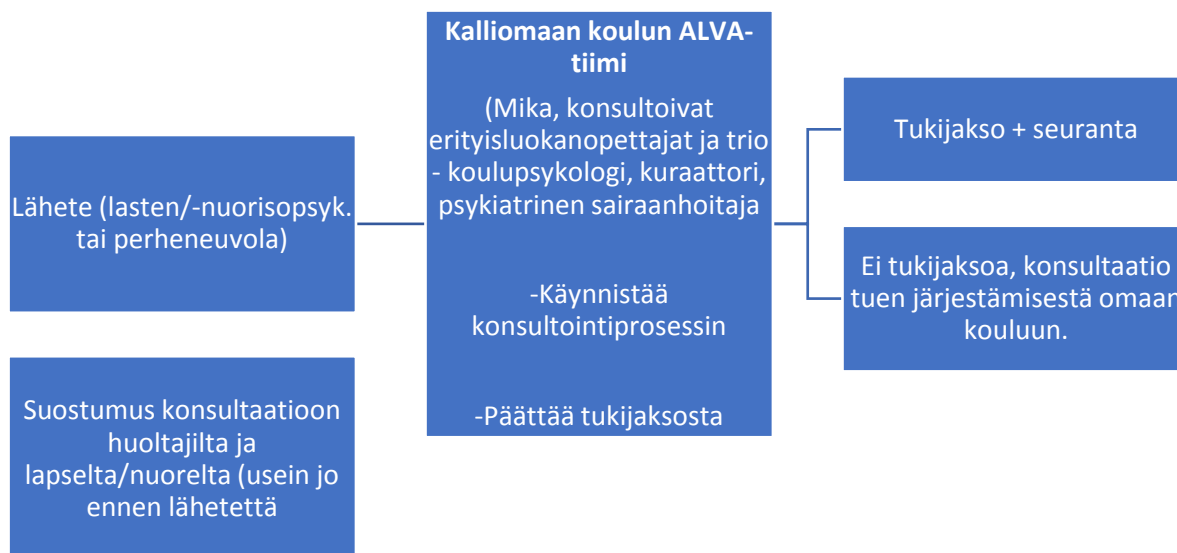 Lähete (lasten/-nuorisopsyk.
tai perheneuvola)
Suostumus konsultaatioon
huoltajilta ja
lapselta/nuorelta (usein jo
ennen lähetettä
Kalliomaan koulun ALVA-
tiimi
(Mika, konsultoivat
erityisluokanopettajat ja trio
- koulupsykologi, kuraattori,
psykiatrinen sairaanhoitaja
-Käynnistää
konsultointiprosessin
-Päättää tukijaksosta
Tukijakso + seuranta
Ei tukijaksoa, konsultaatio
tuen järjestämisestä omaan
kouluun.